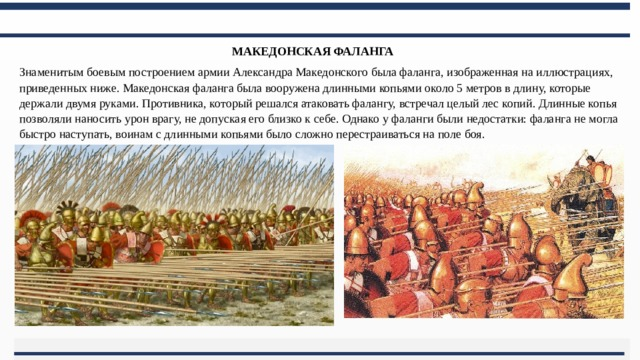 МАКЕДОНСКАЯ ФАЛАНГА
Знаменитым боевым построением армии Александра Македонского была фаланга, изображенная на иллюстрациях,
приведенных ниже. Македонская фаланга была вооружена длинными копьями около 5 метров в длину, которые
держали двумя руками. Противника, который решался атаковать фалангу, встречал целый лес копий. Длинные копья
позволяли наносить урон врагу, не допуская его близко к себе. Однако у фаланги были недостатки: фаланга не могла
быстро наступать, воинам с длинными копьями было сложно перестраиваться на поле боя.